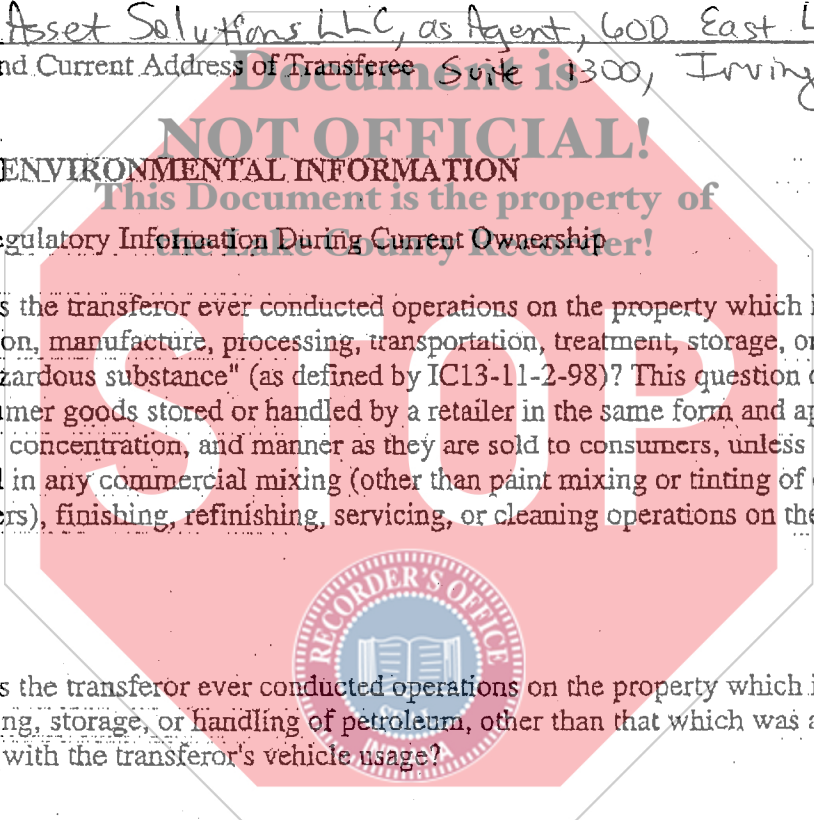 Asset Solutions LLC, as Agent, 600 East L
nd Current Address of Transferee Suite 1300, Irving
Document is
NOT OFFICIAL!
ENVIRONMENTAL INFORMATION
This Document is the property of
egulatory Information During Current Ownership
the Lake County Recorder!
s the transferor ever conducted operations on the property which i
on, manufacture, processing, transportation, treatment, storage, or
zardous substance" (as defined by IC13-11-2-98)? This question
umer goods stored or handled by a retailer in the same form and ap
concentration, and manner as they are sold to consumers, unless
in any commercial mixing (other than paint mixing or tinting of
ers), finishing, refinishing, servicing, or cleaning operations on the
STOP
RECORDER'S OFFICE
SEAL
INDIANA
s the transferor ever conducted operations on the property which i
ng, storage, or handling of petroleum, other than that which was a
with the transferor's vehicle usage?